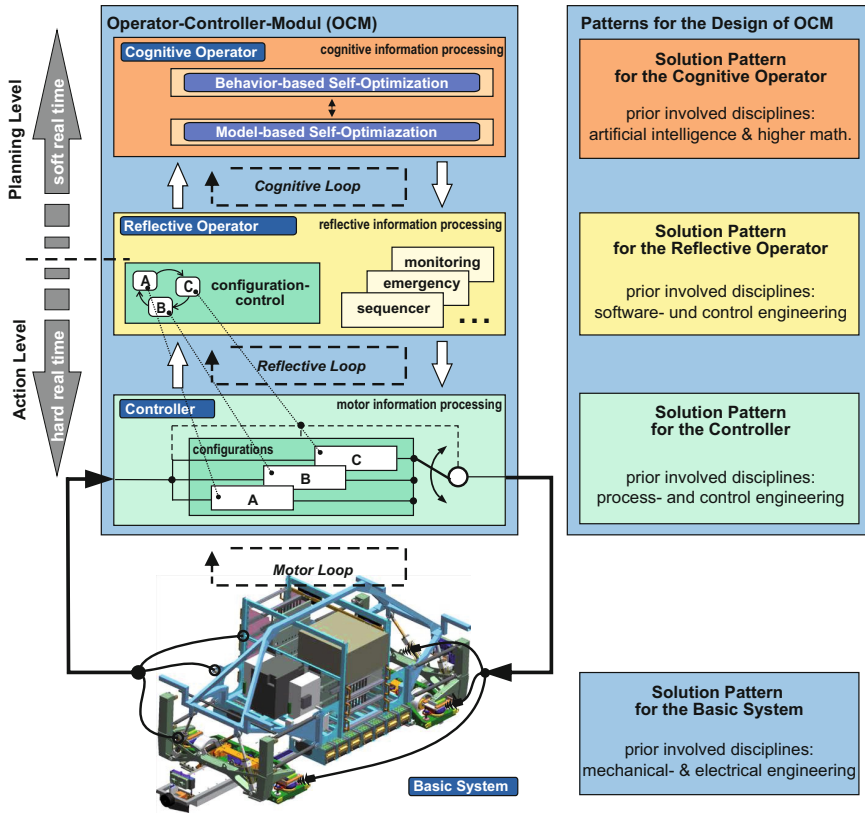 Operator-Controller-Modul (OCM)
Cognitive Operator
cognitive information processing
Behavior-based Self-Optimization
Model-based Self-Optimiazation
Cognitive Loop
Reflective Operator
reflective information processing
A
B
C
configuration-
control
monitoring
emergency
sequencer
...
Reflective Loop
Controller
motor information processing
configurations
C
B
A
Motor Loop
Basic System
Planning Level
soft real time
Action Level
hard real time
Patterns for the Design of OCM
Solution Pattern
for the Cognitive Operator
prior involved disciplines:
artificial intelligence & higher math.
Solution Pattern
for the Reflective Operator
prior involved disciplines:
software- und control engineering
Solution Pattern
for the Controller
prior involved disciplines:
process- and control engineering
Solution Pattern
for the Basic System
prior involved disciplines:
mechanical- & electrical engineering